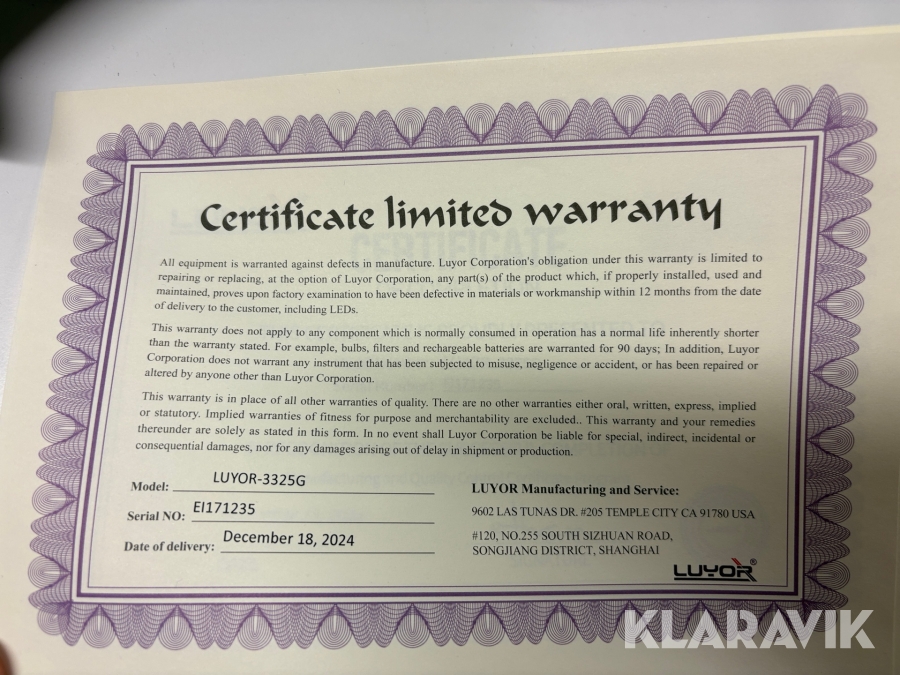 Certificate limited warranty
All equipment is warranted against defects in manufacture. Luyor Corporation's obligation under this warranty is limited to
repairing or replacing, at the option of Luyor Corporation, any part(s) of the product which, if properly installed, used and
maintained, proves upon factory examination to have been defective in materials or workmanship within 12 months from the date
of delivery to the customer, including LEDs.
This warranty does not apply to any component which is normally consumed in operation has a normal life inherently shorter
than the warranty stated. For example, bulbs, filters and rechargeable batteries are warranted for 90 days; In addition, Luyor
Corporation does not warrant any instrument that has been subjected to misuse, negligence or accident, or has been repaired or
altered by anyone other than Luyor Corporation.
This warranty is in place of all other warranties of quality. There are no other warranties either oral, written, express, implied
or statutory. Implied warranties of fitness for purpose and merchantability are excluded.. This warranty and your remedies
thereunder are solely as stated in this form. In no event shall Luyor Corporation be liable for special, indirect, incidental or
consequential damages, nor for any damages arising out of delay in shipment or production.
Model: LUYOR-3325G
Serial NO: EI171235
Date of delivery: December 18, 2024
LUYOR Manufacturing and Service:
9602 LAS TUNAS DR. #205 TEMPLE CITY CA 91780 USA
#120, NO.255 SOUTH SIZHUAN ROAD,
SONGJIANG DISTRICT, SHANGHAI
LUYOR®
KLARAVIK